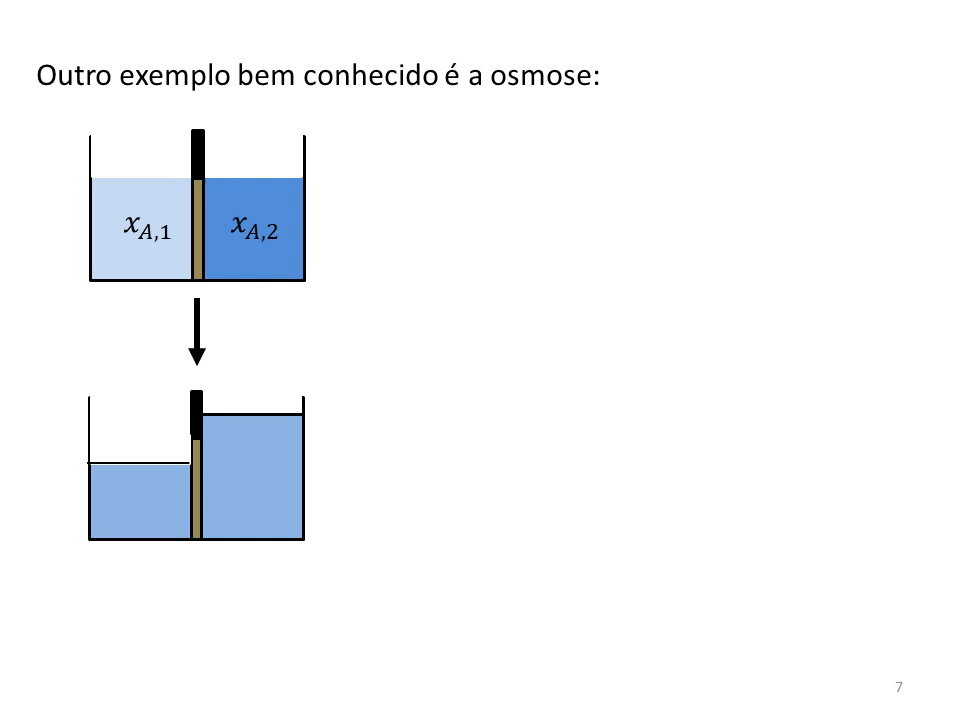 Outro exemplo bem conhecido é a osmose:
x_{A,1} x_{A,2}
7